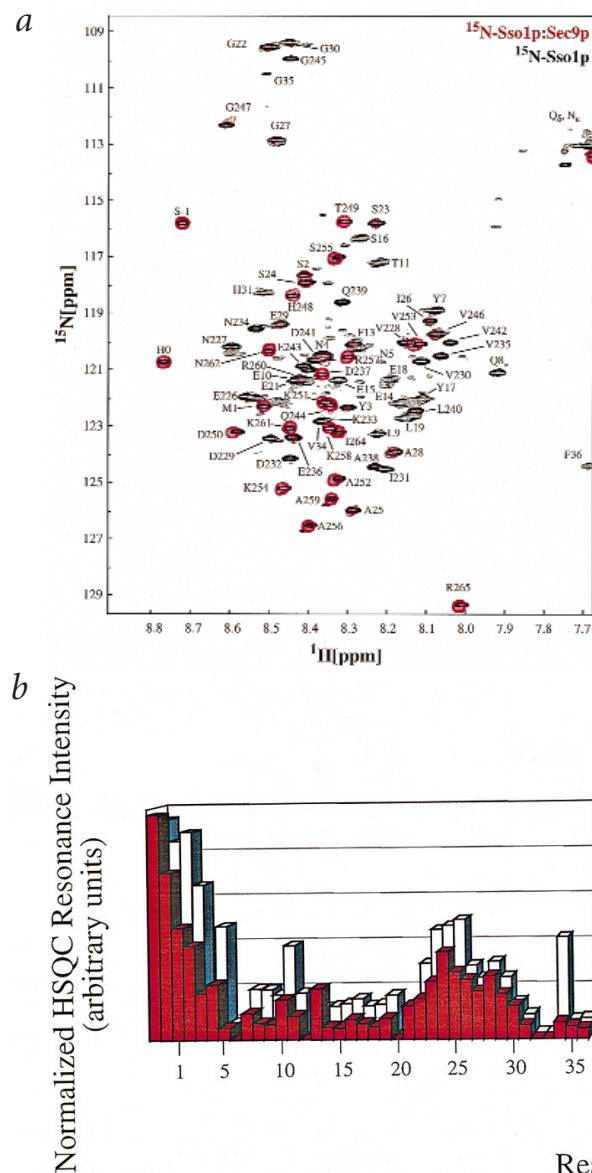 a
¹⁵N-Sso1p:Sec9p
¹⁵N-Sso1p
109
111
113
115
117
119
121
123
125
127
129
¹⁵N[ppm]
G22
G30
G245
G35
G247
G27
S-1
T249
S23
S16
S255
T11
S2
S24
H31
H248
Q239
E29
I26
Y7
V253
V246
N234
D241
F13
V228
V242
N227
E243
N4
V235
N262
R257
N5
R260
D237
V230
Q8
H0
E10
E18
E21
E15
Y17
E226
K251
E14
M1
Q244
Y3
L240
K233
L19
K261
D250
I264
L9
V34
K258
A28
D229
E236
D232
A238
I231
F36
K254
A252
A259
A25
A256
R265
8.8
8.7
8.6
8.5
8.4
8.3
8.2
8.1
8.0
7.9
7.8
7.7
¹H[ppm]
b
Normalized HSQC Resonance Intensity
(arbitrary units)
1
5
10
15
20
25
30
35
Res